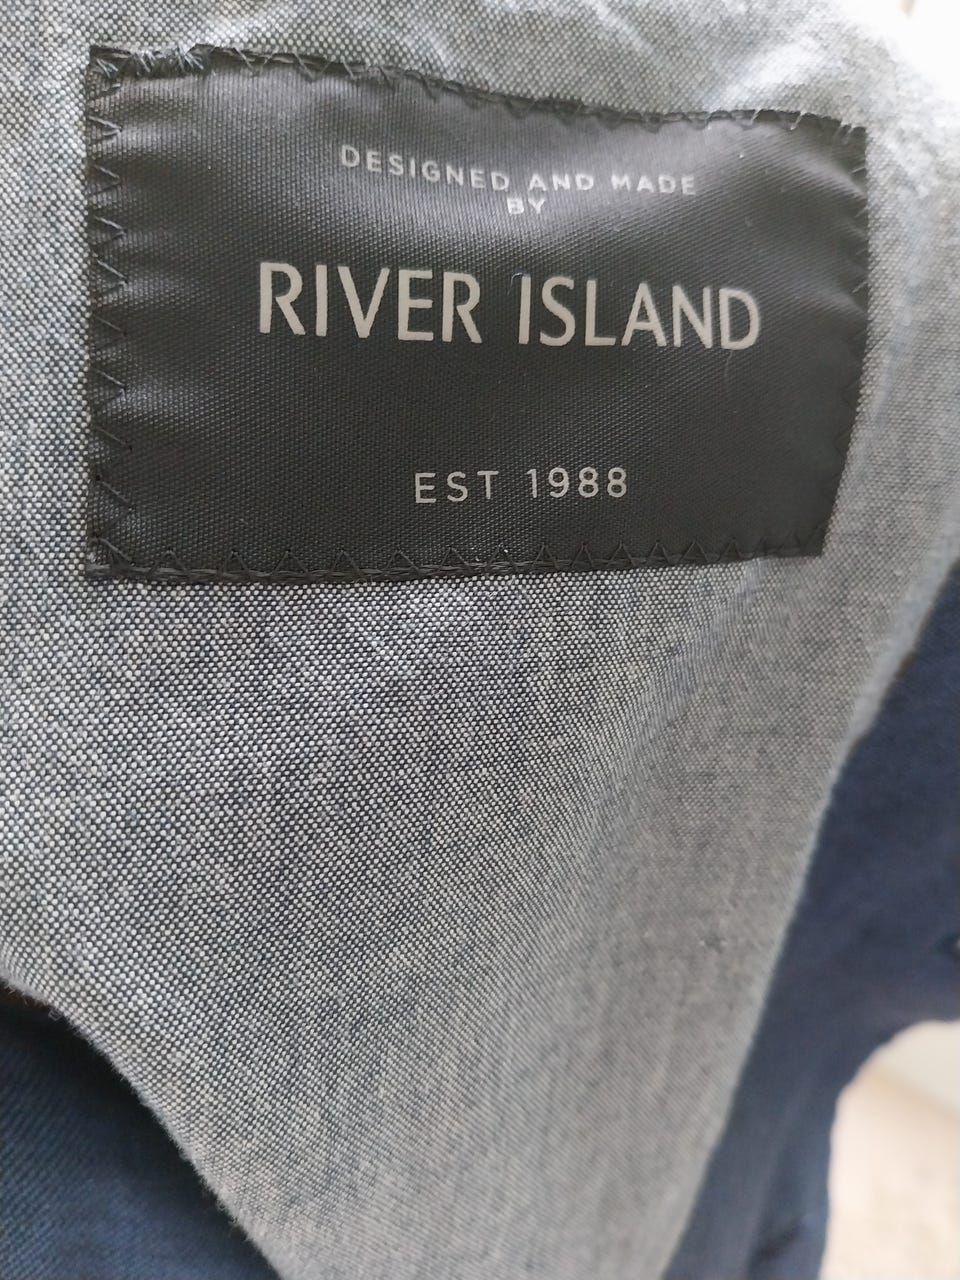 DESIGNED AND MADE
BY
RIVER ISLAND
EST 1988